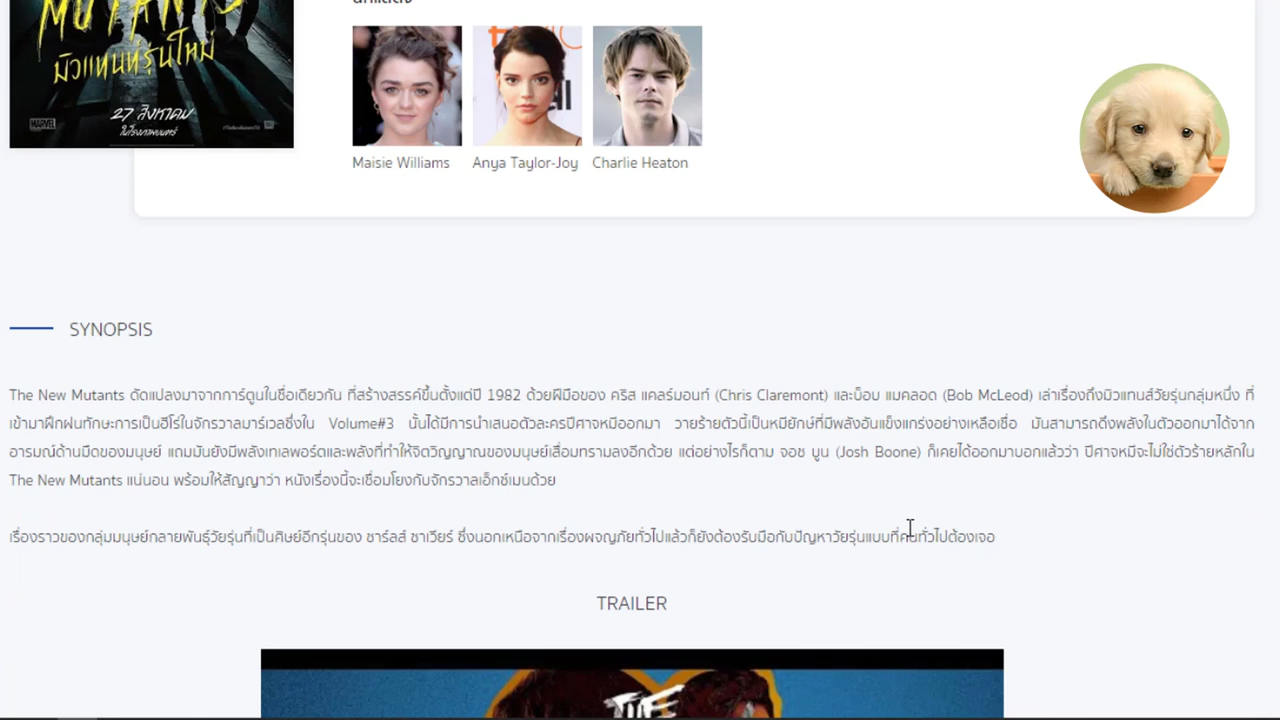 MUTANTS
มิวแทนท์รุ่นใหม่
27 สิงหาคม
ในโรงภาพยนตร์
MARVEL
นักแสดง
Maisie Williams Anya Taylor-Joy Charlie Heaton
SYNOPSIS
The New Mutants ดัดแปลงมาจากการ์ตูนในชื่อเดียวกัน ที่สร้างสรรค์ขึ้นตั้งแต่ปี 1982 ด้วยฝีมือของ คริส แคลร์มอนท์ (Chris Claremont) และบ็อบ แมคลอด (Bob McLeod) เล่าเรื่องถึงมิวแทนส์วัยรุ่นกลุ่มหนึ่ง ที่
เข้ามาฝึกฝนทักษะการเป็นฮีโร่ในจักรวาลมาร์เวลซึ่งใน Volume#3 นั้นได้มีการนำเสนอตัวละครปีศาจหมีออกมา วายร้ายตัวนี้เป็นหมียักษ์ที่มีพลังอันแข็งแกร่งอย่างเหลือเชื่อ มันสามารถดึงพลังในตัวออกมาได้จาก
อารมณ์ด้านมืดของมนุษย์ แถมมันยังมีพลังเทเลพอร์ตและพลังที่ทำให้จิตวิญญาณของมนุษย์เสื่อมทรามลงอีกด้วย แต่อย่างไรก็ตาม จอช บูน (Josh Boone) ก็เคยได้ออกมาบอกแล้วว่า ปีศาจหมีจะไม่ใช่ตัวร้ายหลักใน
The New Mutants แน่นอน พร้อมให้สัญญาว่า หนังเรื่องนี้จะเชื่อมโยงกับจักรวาลเอ็กซ์เมนด้วย
เรื่องราวของกลุ่มมนุษย์กลายพันธุ์วัยรุ่นที่เป็นศิษย์อีกรุ่นของ ชาร์ลส์ ซาเวียร์ ซึ่งนอกเหนือจากเรื่องผจญภัยทั่วไปแล้วก็ยังต้องรับมือกับปัญหาวัยรุ่นแบบที่คนทั่วไปต้องเจอ
TRAILER
THE